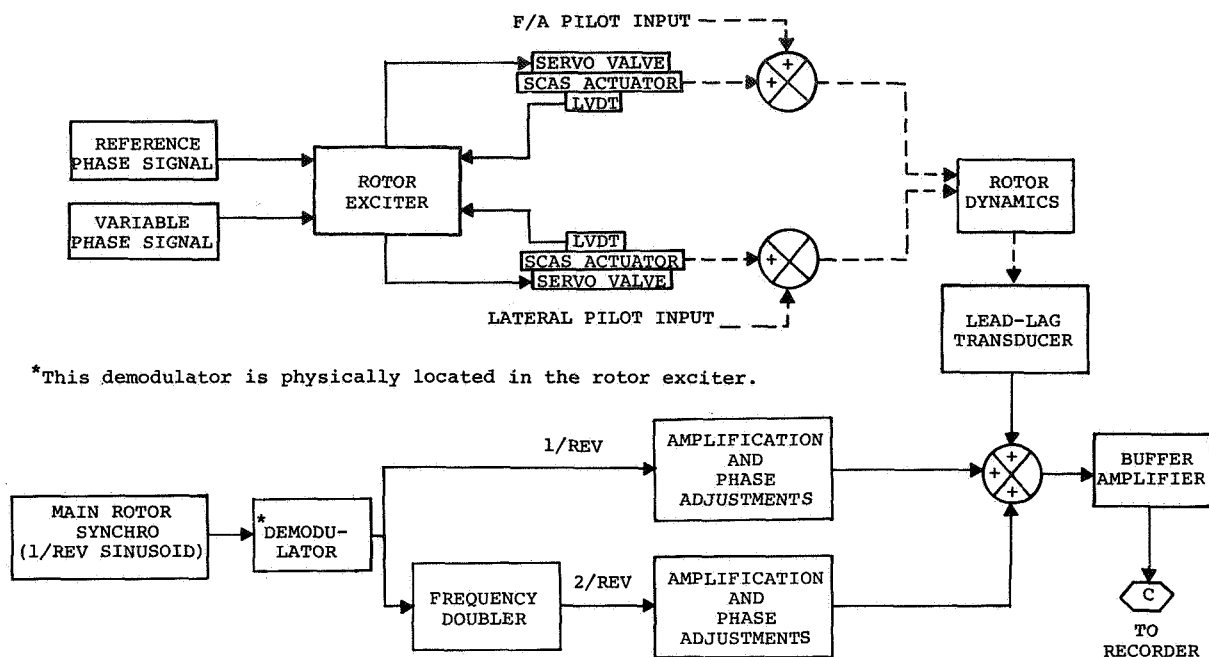 F/A PILOT INPUT
SERVO VALVE
SCAS ACTUATOR
LVDT
+
+
REFERENCE
PHASE SIGNAL
ROTOR
EXCITER
VARIABLE
PHASE SIGNAL
ROTOR
DYNAMICS
LVDT
SCAS ACTUATOR
SERVO VALVE
+
LATERAL PILOT INPUT
LEAD-LAG
TRANSDUCER
*This demodulator is physically located in the rotor exciter.
1/REV
AMPLIFICATION
AND
PHASE
ADJUSTMENTS
+
+
+
BUFFER
AMPLIFIER
MAIN ROTOR
SYNCHRO
(1/REV SINUSOID)
*DEMODU-
LATOR
FREQUENCY
DOUBLER
2/REV
AMPLIFICATION
AND
PHASE
ADJUSTMENTS
C
TO
RECORDER